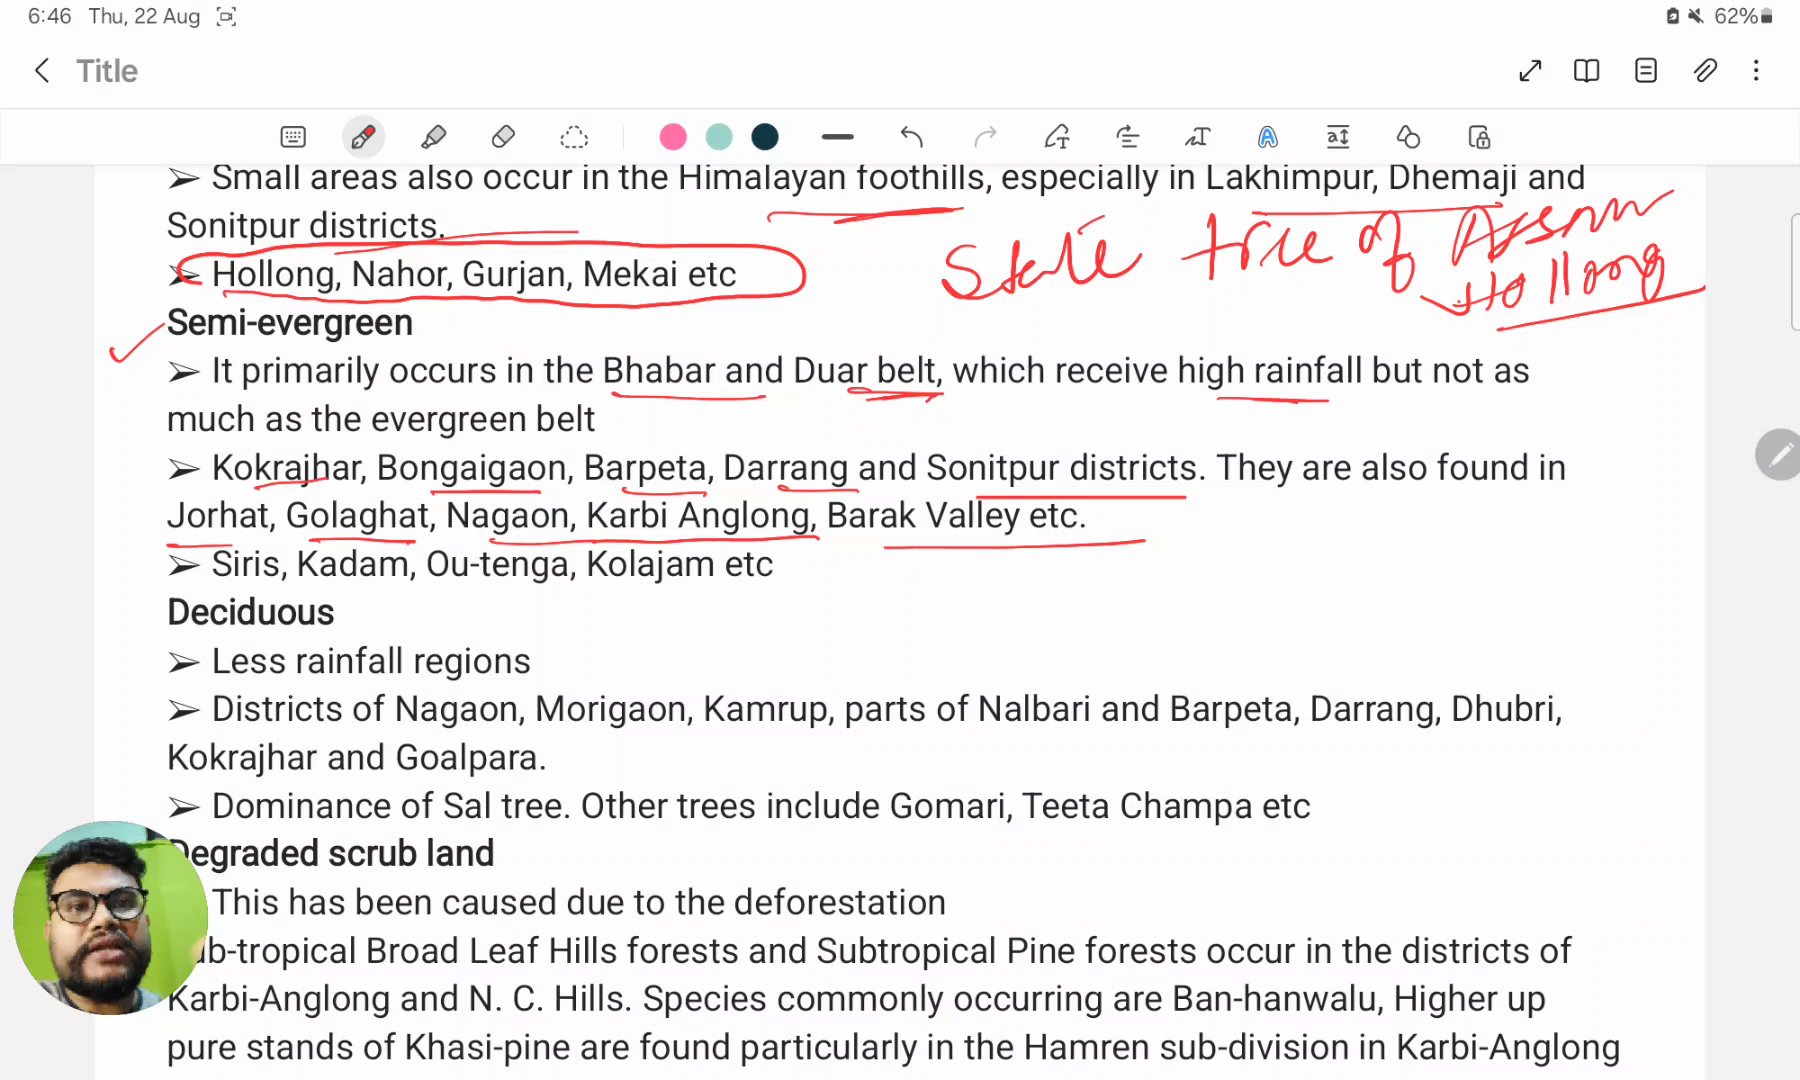 6:46 Thu, 22 Aug 62%
Title
➢ Small areas also occur in the Himalayan foothills, especially in Lakhimpur, Dhemaji and
Sonitpur districts.
State tree of Assam
➢ Hollong, Nahor, Gurjan, Mekai etc
Hollong
Semi-evergreen
➢ It primarily occurs in the Bhabar and Duar belt, which receive high rainfall but not as
much as the evergreen belt
➢ Kokrajhar, Bongaigaon, Barpeta, Darrang and Sonitpur districts. They are also found in
Jorhat, Golaghat, Nagaon, Karbi Anglong, Barak Valley etc.
➢ Siris, Kadam, Ou-tenga, Kolajam etc
Deciduous
➢ Less rainfall regions
➢ Districts of Nagaon, Morigaon, Kamrup, parts of Nalbari and Barpeta, Darrang, Dhubri,
Kokrajhar and Goalpara.
➢ Dominance of Sal tree. Other trees include Gomari, Teeta Champa etc
Degraded scrub land
This has been caused due to the deforestation
ub-tropical Broad Leaf Hills forests and Subtropical Pine forests occur in the districts of
Karbi-Anglong and N. C. Hills. Species commonly occurring are Ban-hanwalu, Higher up
pure stands of Khasi-pine are found particularly in the Hamren sub-division in Karbi-Anglong